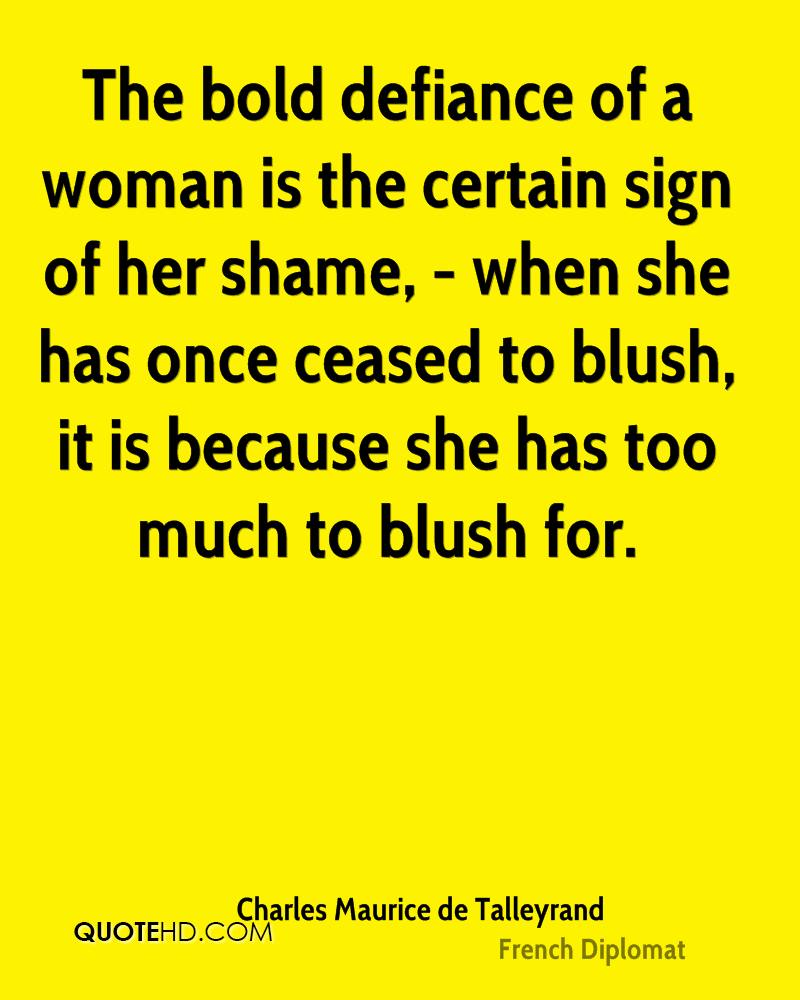 The bold defiance of a
woman is the certain sign
of her shame, - when she
has once ceased to blush,
it is because she has too
much to blush for.
Charles Maurice de Talleyrand
QUOTEHD.COM
French Diplomat